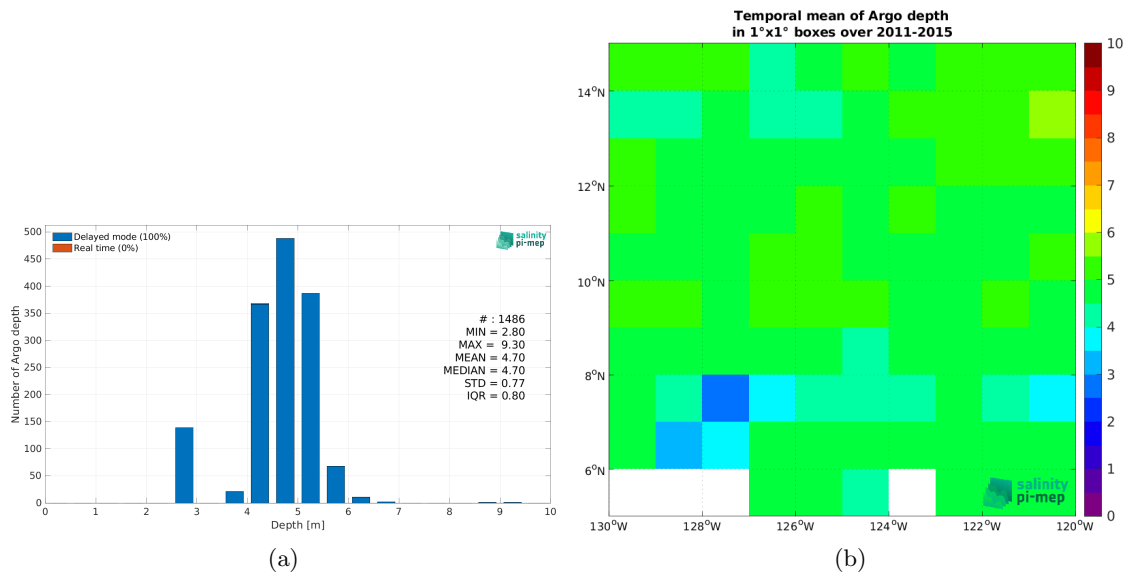 Delayed mode (100%)
Real time (0%)
salinity
pi-mep
# : 1486
MIN = 2.80
MAX = 9.30
MEAN = 4.70
MEDIAN = 4.70
STD = 0.77
IQR = 0.80
Number of Argo depth
500
450
400
350
300
250
200
150
100
50
0
0 1 2 3 4 5 6 7 8 9 10
Depth [m]
(a)
Temporal mean of Argo depth
in 1°x1° boxes over 2011-2015
14°N
12°N
10°N
8°N
6°N
130°W 128°W 126°W 124°W 122°W 120°W
salinity
pi-mep
10
9
8
7
6
5
4
3
2
1
0
(b)